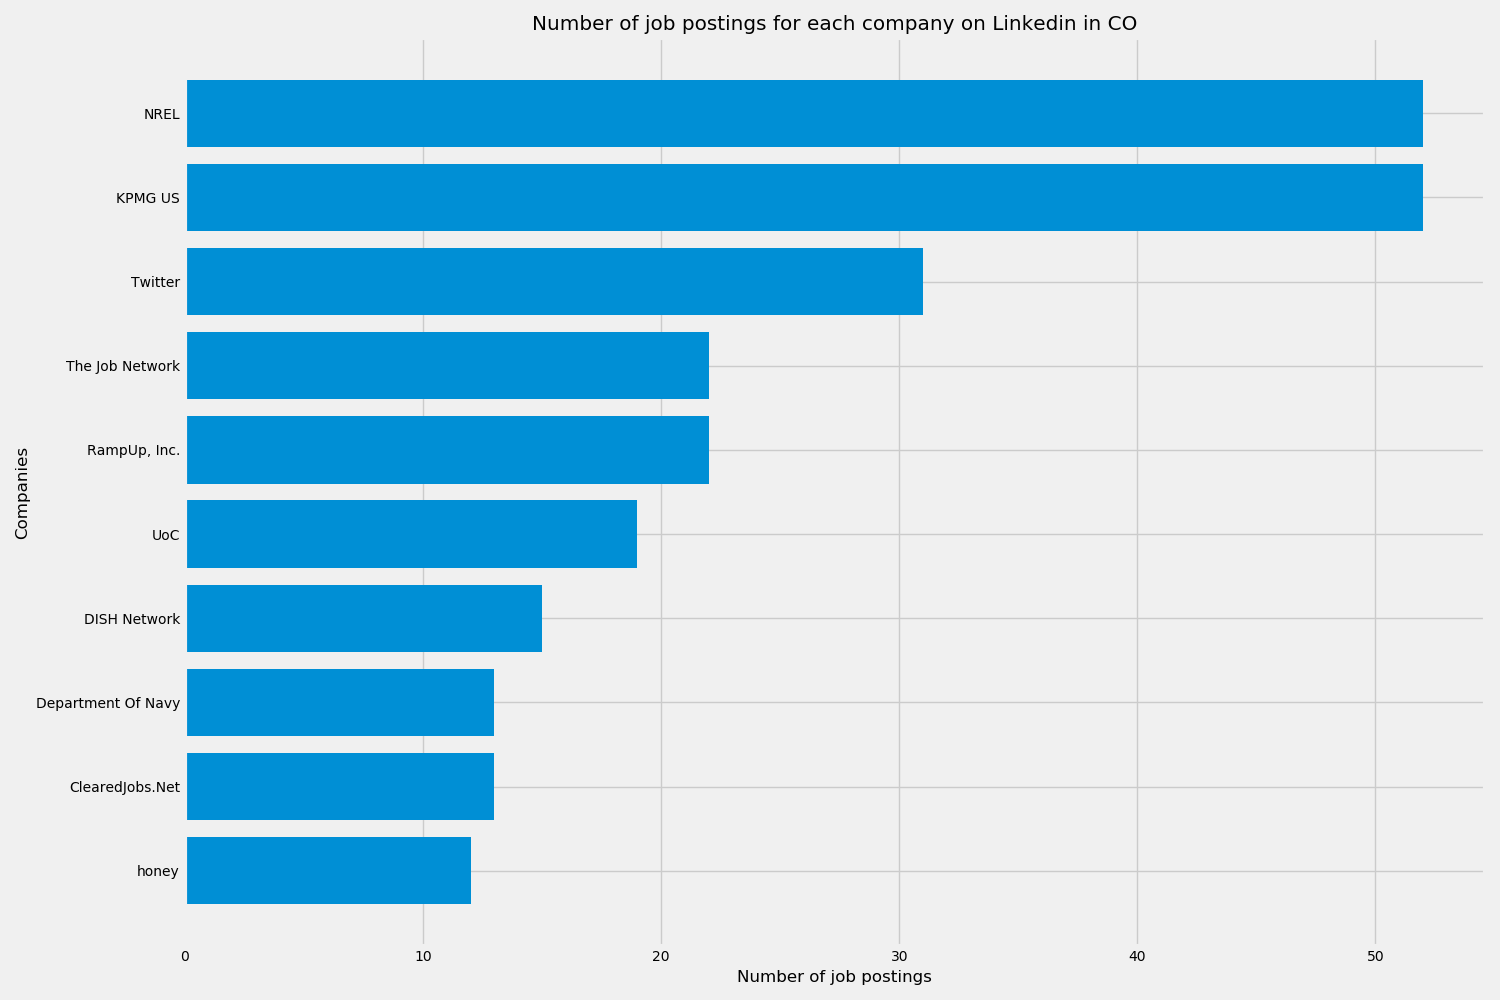 Number of job postings for each company on Linkedin in CO
NREL
KPMG US
Twitter
The Job Network
RampUp, Inc.
UoC
DISH Network
Department Of Navy
ClearedJobs.Net
honey
Companies
0 10 20 30 40 50
Number of job postings